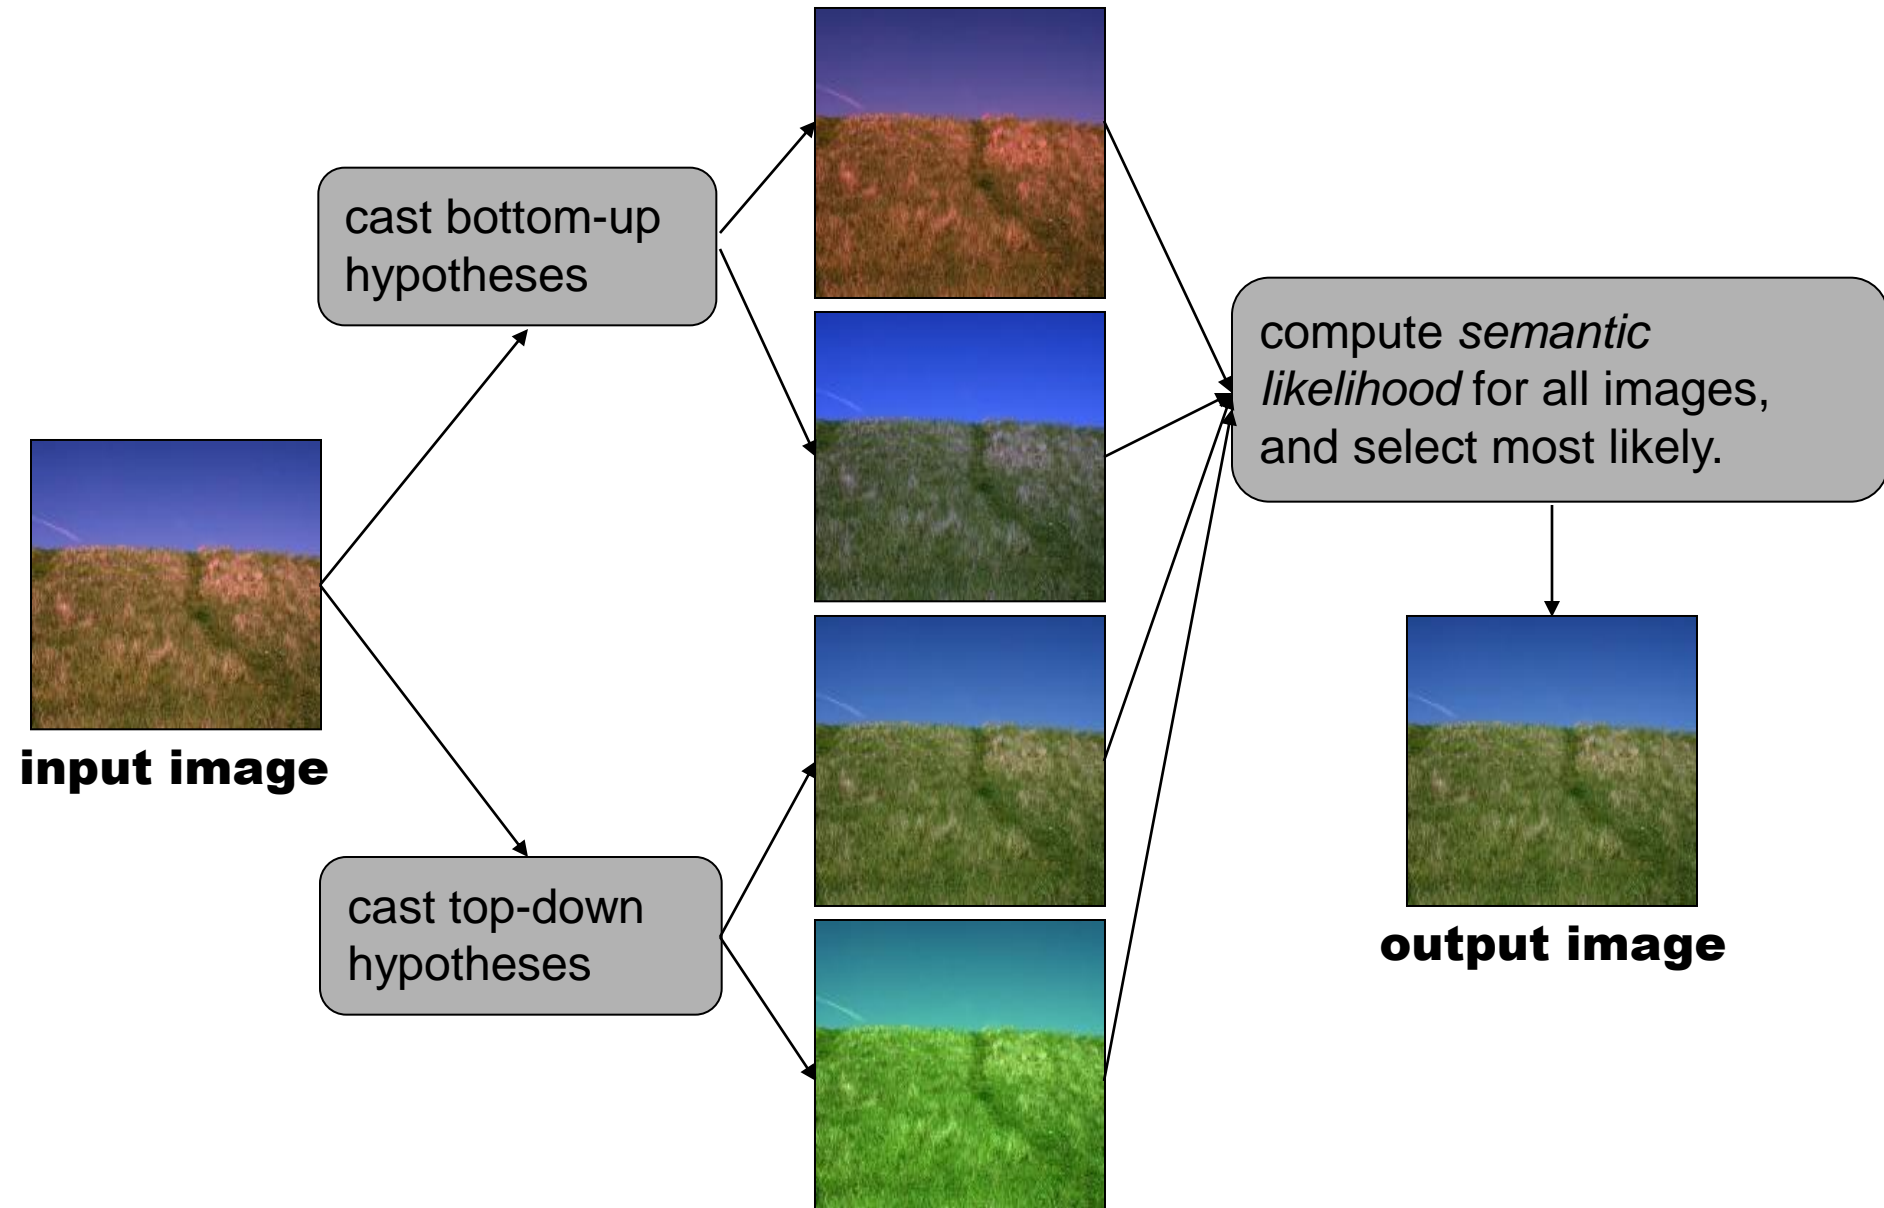 cast bottom-up
hypotheses
compute semantic
likelihood for all images,
and select most likely.
input image
cast top-down
hypotheses
output image